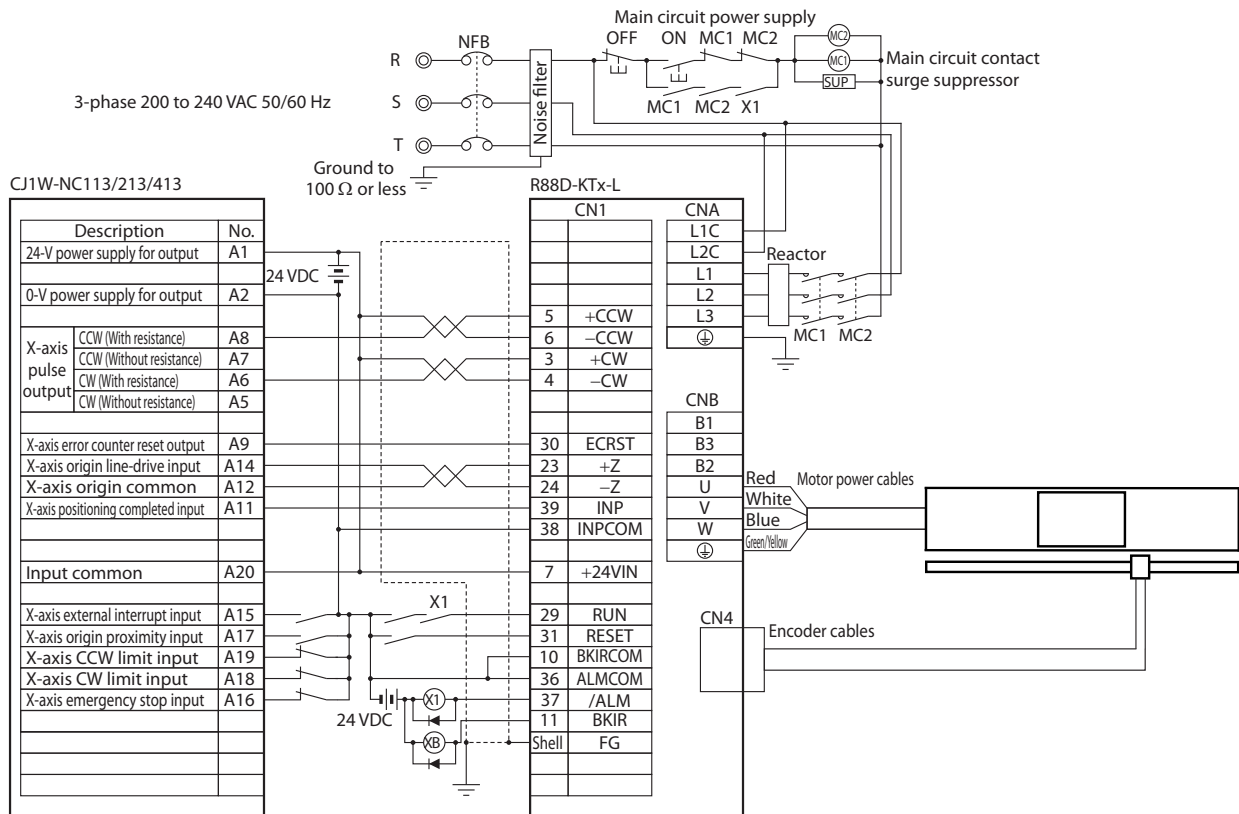 Main circuit power supply
OFF ON MC1 MC2
MC2
MC1
SUP
Main circuit contact
surge suppressor
MC1 MC2 X1
NFB
R
S
T
Noise filter
3-phase 200 to 240 VAC 50/60 Hz
Ground to
100 Ω or less
CJ1W-NC113/213/413
Description No.
24-V power supply for output A1
0-V power supply for output A2
X-axis
pulse
output
CCW (With resistance) A8
CCW (Without resistance) A7
CW (With resistance) A6
CW (Without resistance) A5
X-axis error counter reset output A9
X-axis origin line-drive input A14
X-axis origin common A12
X-axis positioning completed input A11
Input common A20
X-axis external interrupt input A15
X-axis origin proximity input A17
X-axis CCW limit input A19
X-axis CW limit input A18
X-axis emergency stop input A16
24 VDC
X1
24 VDC
X1
XB
R88D-KTx-L
CN1
5 +CCW
6 −CCW
3 +CW
4 −CW
30 ECRST
23 +Z
24 −Z
39 INP
38 INPCOM
7 +24VIN
29 RUN
31 RESET
10 BKIRCOM
36 ALMCOM
37 /ALM
11 BKIR
Shell FG
CNA
L1C
L2C
L1
L2
L3
Reactor
MC1 MC2
CNB
B1
B3
B2
U
V
W
Red
White
Blue
Green/Yellow
Motor power cables
CN4
Encoder cables